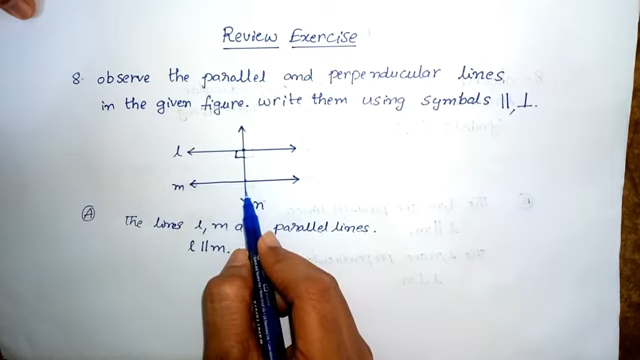 Review Exercise
8. observe the parallel and perpenducular lines
in the given figure. write them using symbols ||, ⊥.
l
m
n
A The lines l, m a parallel lines.
l || m.